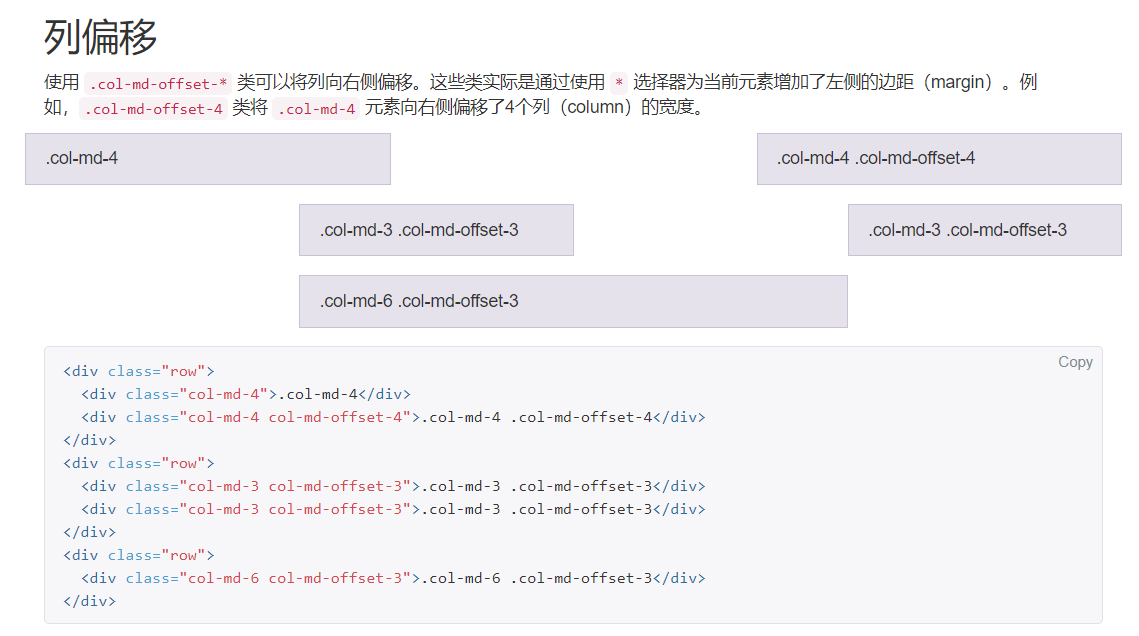 列偏移
使用 .col-md-offset-* 类可以将列向右侧偏移。这些类实际是通过使用 * 选择器为当前元素增加了左侧的边距（margin）。例
如，.col-md-offset-4 类将 .col-md-4 元素向右侧偏移了4个列（column）的宽度。
.col-md-4 .col-md-4 .col-md-offset-4
.col-md-3 .col-md-offset-3 .col-md-3 .col-md-offset-3
.col-md-6 .col-md-offset-3
Copy
<div class="row">
  <div class="col-md-4">.col-md-4</div>
  <div class="col-md-4 col-md-offset-4">.col-md-4 .col-md-offset-4</div>
</div>
<div class="row">
  <div class="col-md-3 col-md-offset-3">.col-md-3 .col-md-offset-3</div>
  <div class="col-md-3 col-md-offset-3">.col-md-3 .col-md-offset-3</div>
</div>
<div class="row">
  <div class="col-md-6 col-md-offset-3">.col-md-6 .col-md-offset-3</div>
</div>